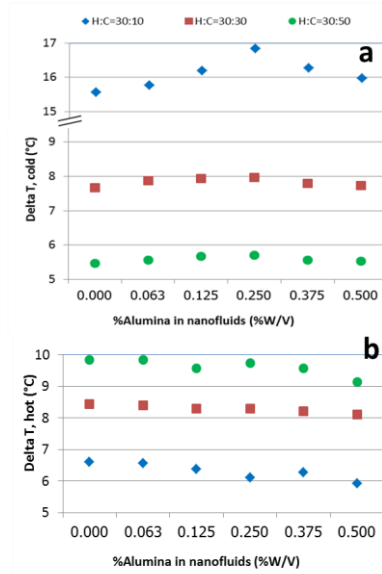 H:C=30:10 H:C=30:30 H:C=30:50
a
17
16
15
Delta T, cold (°C)
9
8
7
6
5
0.000 0.063 0.125 0.250 0.375 0.500
%Alumina in nanofluids (%W/V)
b
Delta T, hot (°C)
10
9
8
7
6
5
0.000 0.063 0.125 0.250 0.375 0.500
%Alumina in nanofluids (%W/V)